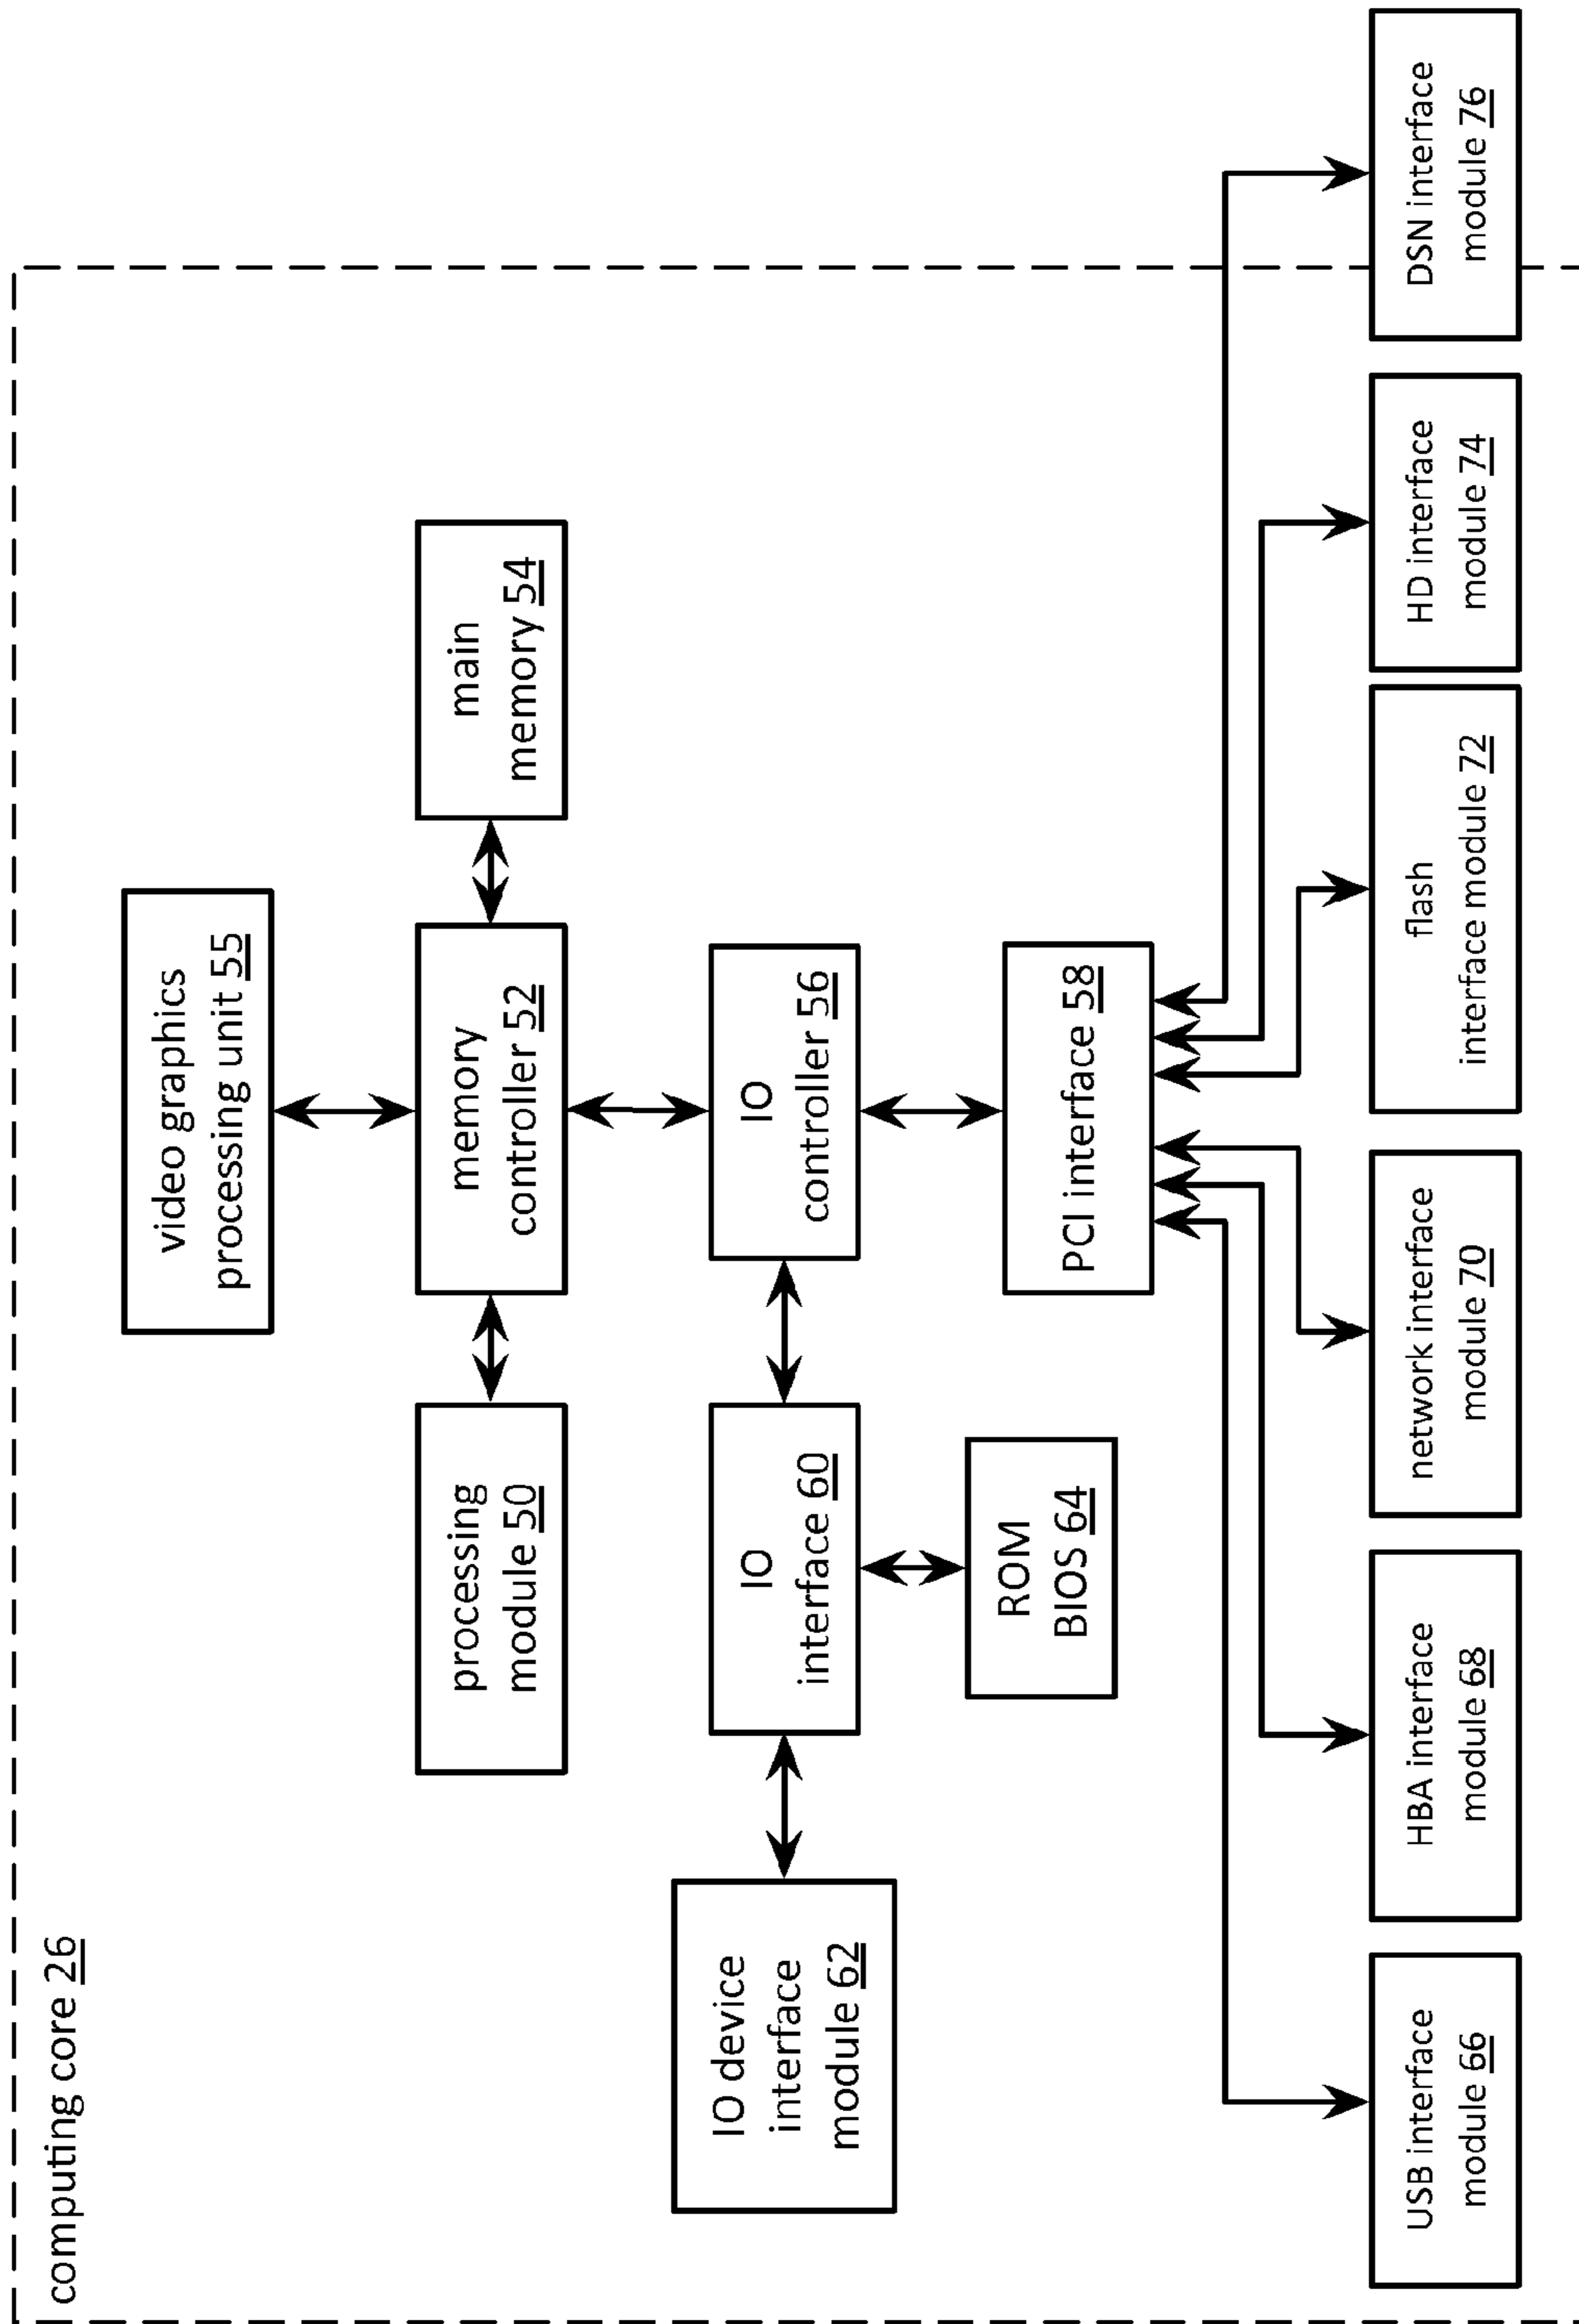 computing core 26
video graphics
processing unit 55
processing
module 50
memory
controller 52
main
memory 54
IO device
interface
module 62
IO
interface 60
IO
controller 56
ROM
BIOS 64
PCI interface 58
USB interface
module 66
HBA interface
module 68
network interface
module 70
flash
interface module 72
HD interface
module 74
DSN interface
module 76